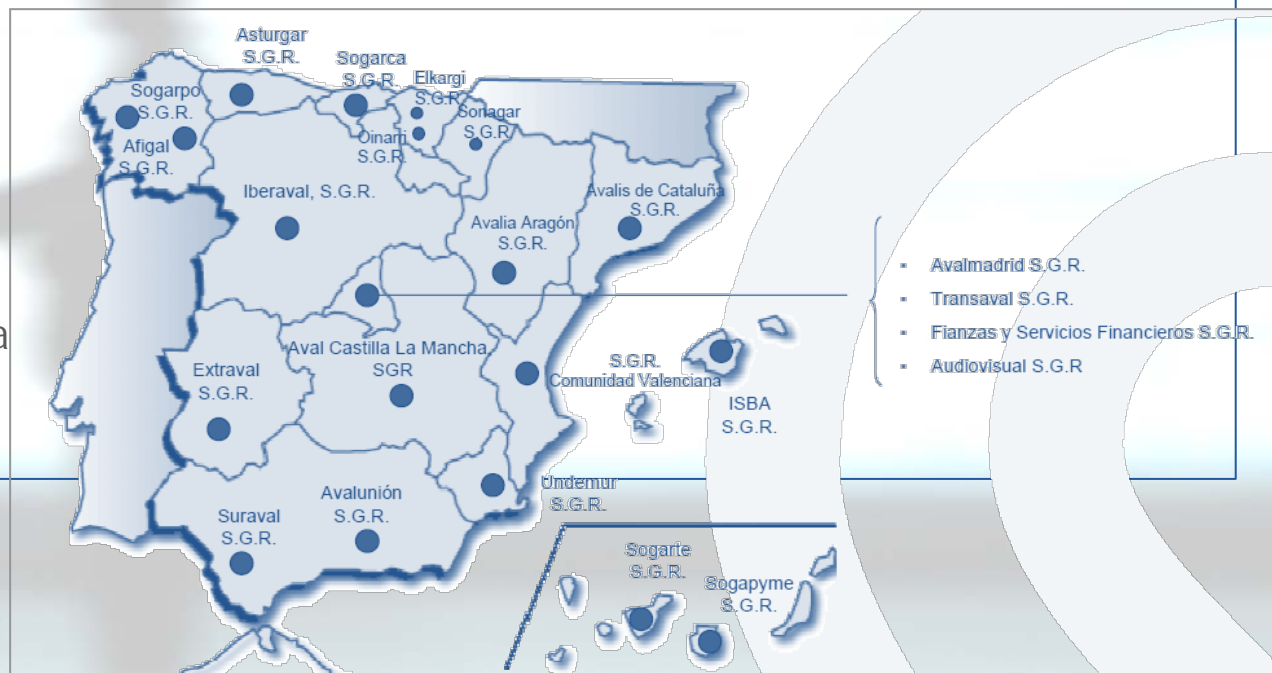 Asturgar
S.G.R.
Sogarca
S.G.R.
Elkargi
S.G.R.
Sogarpo
S.G.R.
Sonagar
S.G.R.
Afigal
S.G.R.
Oinarri
S.G.R.
Iberaval, S.G.R.
Avalis de Cataluña
S.G.R.
Avalia Aragón
S.G.R.
Avalmadrid S.G.R.
Transaval S.G.R.
Fianzas y Servicios Financieros S.G.R.
Audiovisual S.G.R
a
Aval Castilla La Mancha,
SGR
Extraval
S.G.R.
S.G.R.
Comunidad Valenciana
ISBA
S.G.R.
Undemur
S.G.R.
Avalunión
S.G.R.
Suraval
S.G.R.
Sogarte
S.G.R.
Sogapyme
S.G.R.